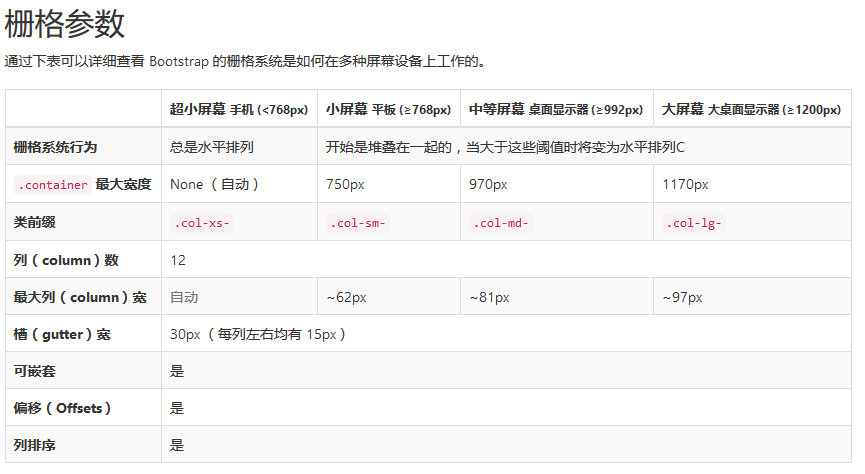 栅格参数
通过下表可以详细查看 Bootstrap 的栅格系统是如何在多种屏幕设备上工作的。
超小屏幕 手机 (<768px) 小屏幕 平板 (≥768px) 中等屏幕 桌面显示器 (≥992px) 大屏幕 大桌面显示器 (≥1200px)
栅格系统行为 总是水平排列 开始是堆叠在一起的，当大于这些阈值时将变为水平排列C
.container 最大宽度 None （自动） 750px 970px 1170px
类前缀 .col-xs- .col-sm- .col-md- .col-lg-
列（column）数 12
最大列（column）宽 自动 ~62px ~81px ~97px
槽（gutter）宽 30px （每列左右均有 15px）
可嵌套 是
偏移（Offsets） 是
列排序 是